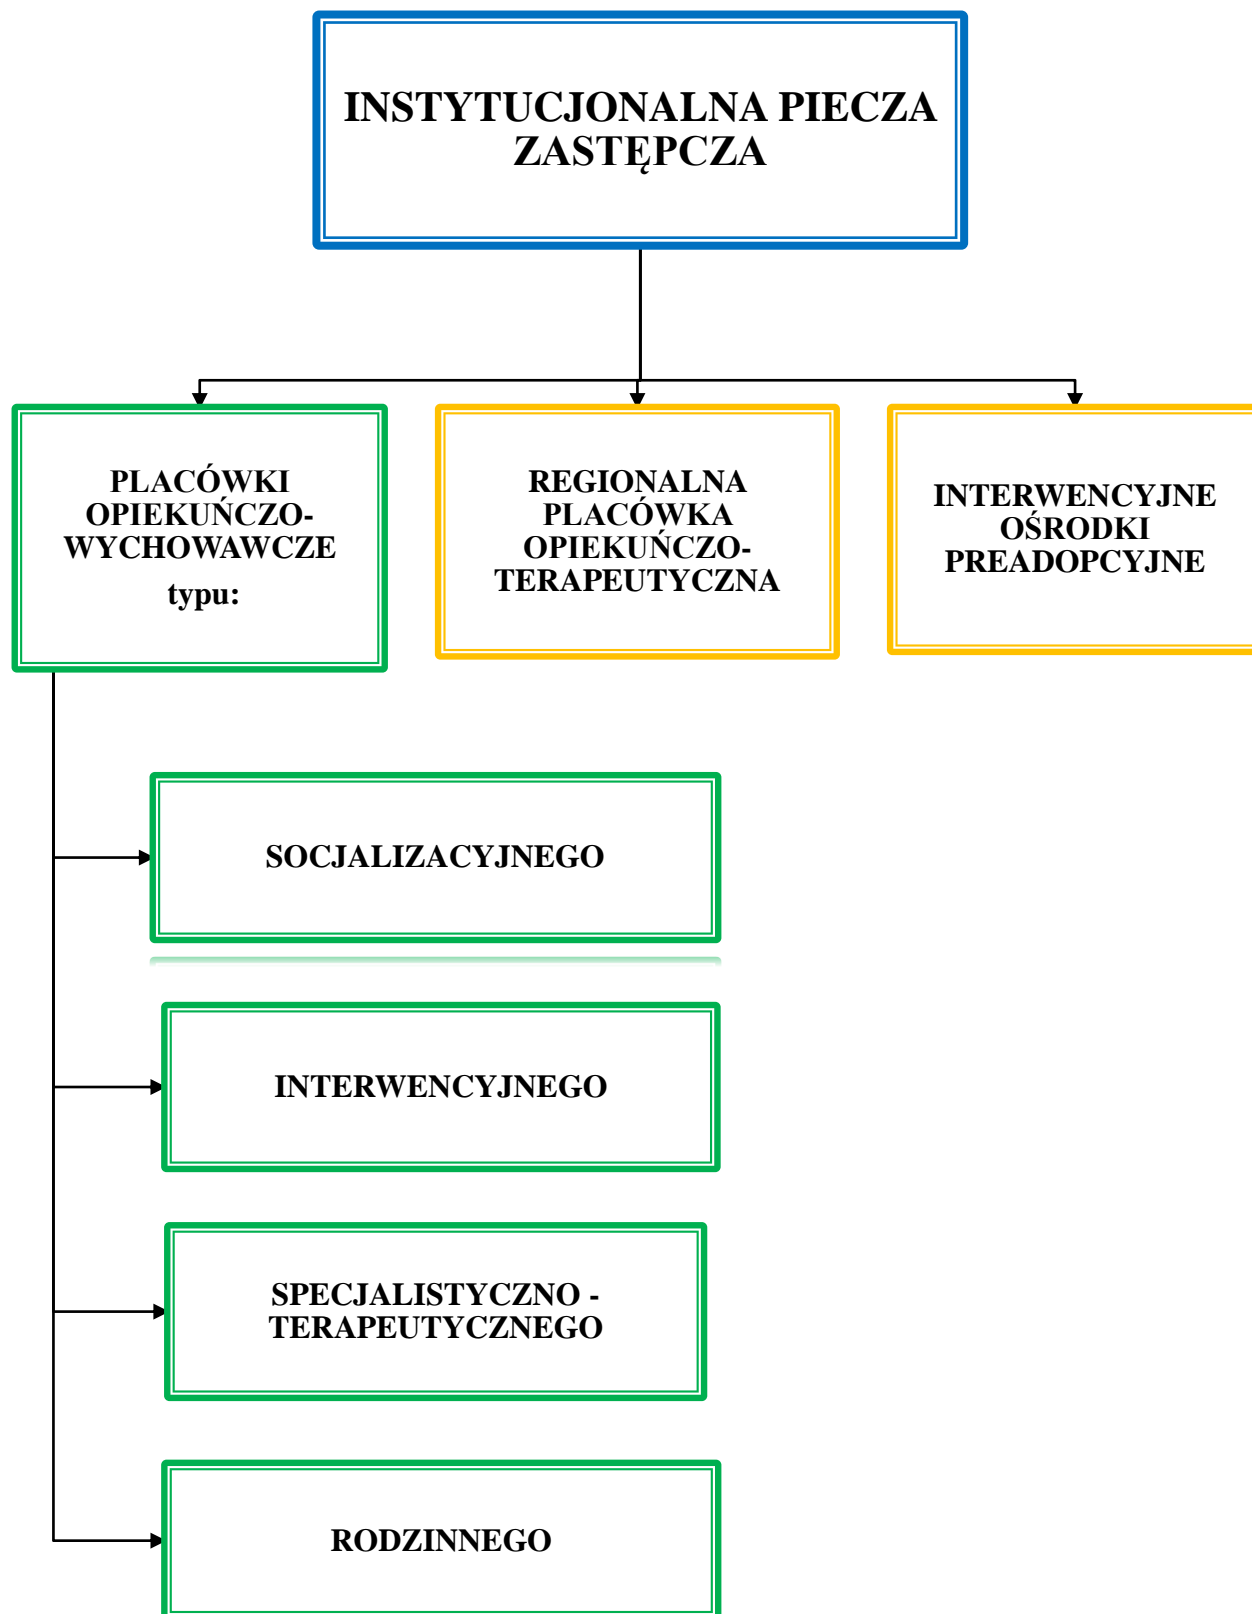 INSTYTUCJONALNA PIECZA
ZASTĘPCZA
PLACÓWKI
OPIEKUŃCZO-
WYCHOWAWCZE
typu:
REGIONALNA
PLACÓWKA
OPIEKUŃCZO-
TERAPEUTYCZNA
INTERWENCYJNE
OŚRODKI
PREADOPCYJNE
SOCJALIZACYJNEGO
INTERWENCYJNEGO
SPECJALISTYCZNO -
TERAPEUTYCZNEGO
RODZINNEGO